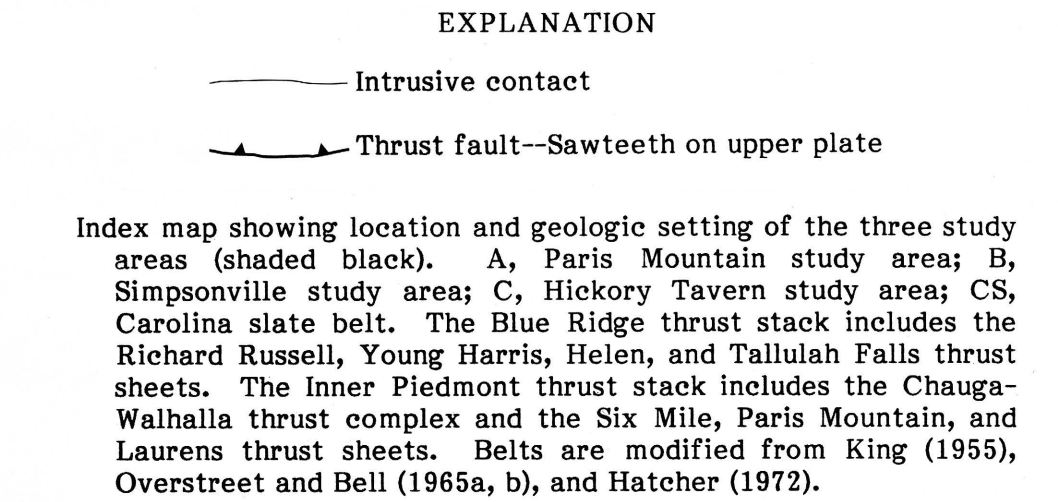 EXPLANATION
Intrusive contact
Thrust fault--Sawteeth on upper plate
Index map showing location and geologic setting of the three study
areas (shaded black). A, Paris Mountain study area; B,
Simpsonville study area; C, Hickory Tavern study area; CS,
Carolina slate belt. The Blue Ridge thrust stack includes the
Richard Russell, Young Harris, Helen, and Tallulah Falls thrust
sheets. The Inner Piedmont thrust stack includes the Chauga-
Walhalla thrust complex and the Six Mile, Paris Mountain, and
Laurens thrust sheets. Belts are modified from King (1955),
Overstreet and Bell (1965a, b), and Hatcher (1972).